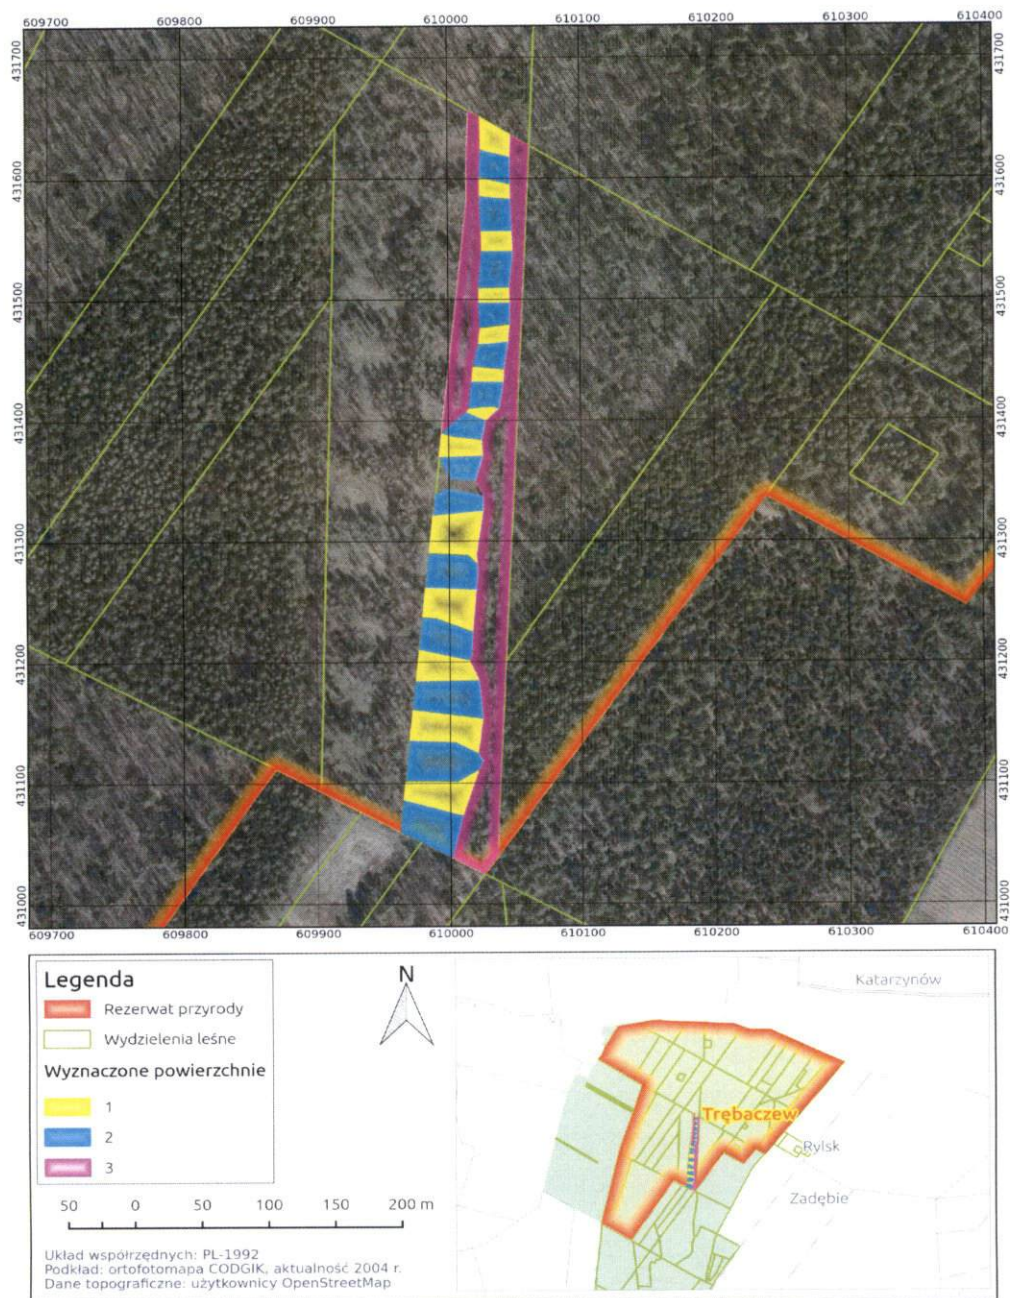 609700 609800 609900 610000 610100 610200 610300 610400
431700 431700
431600 431600
431500 431500
431400 431400
431300 431300
431200 431200
431100 431100
431000 431000
609700 609800 609900 610000 610100 610200 610300 610400
Legenda
Rezerwat przyrody
Wydzielenia leśne
Wyznaczone powierzchnie
1
2
3
50 0 50 100 150 200 m
Układ współrzędnych: PL-1992
Podkład: ortofotomapa CODGIK, aktualność 2004 r.
Dane topograficzne: użytkownicy OpenStreetMap
N
Katarzynów
Trębaczew
Rylsk
Zadębie